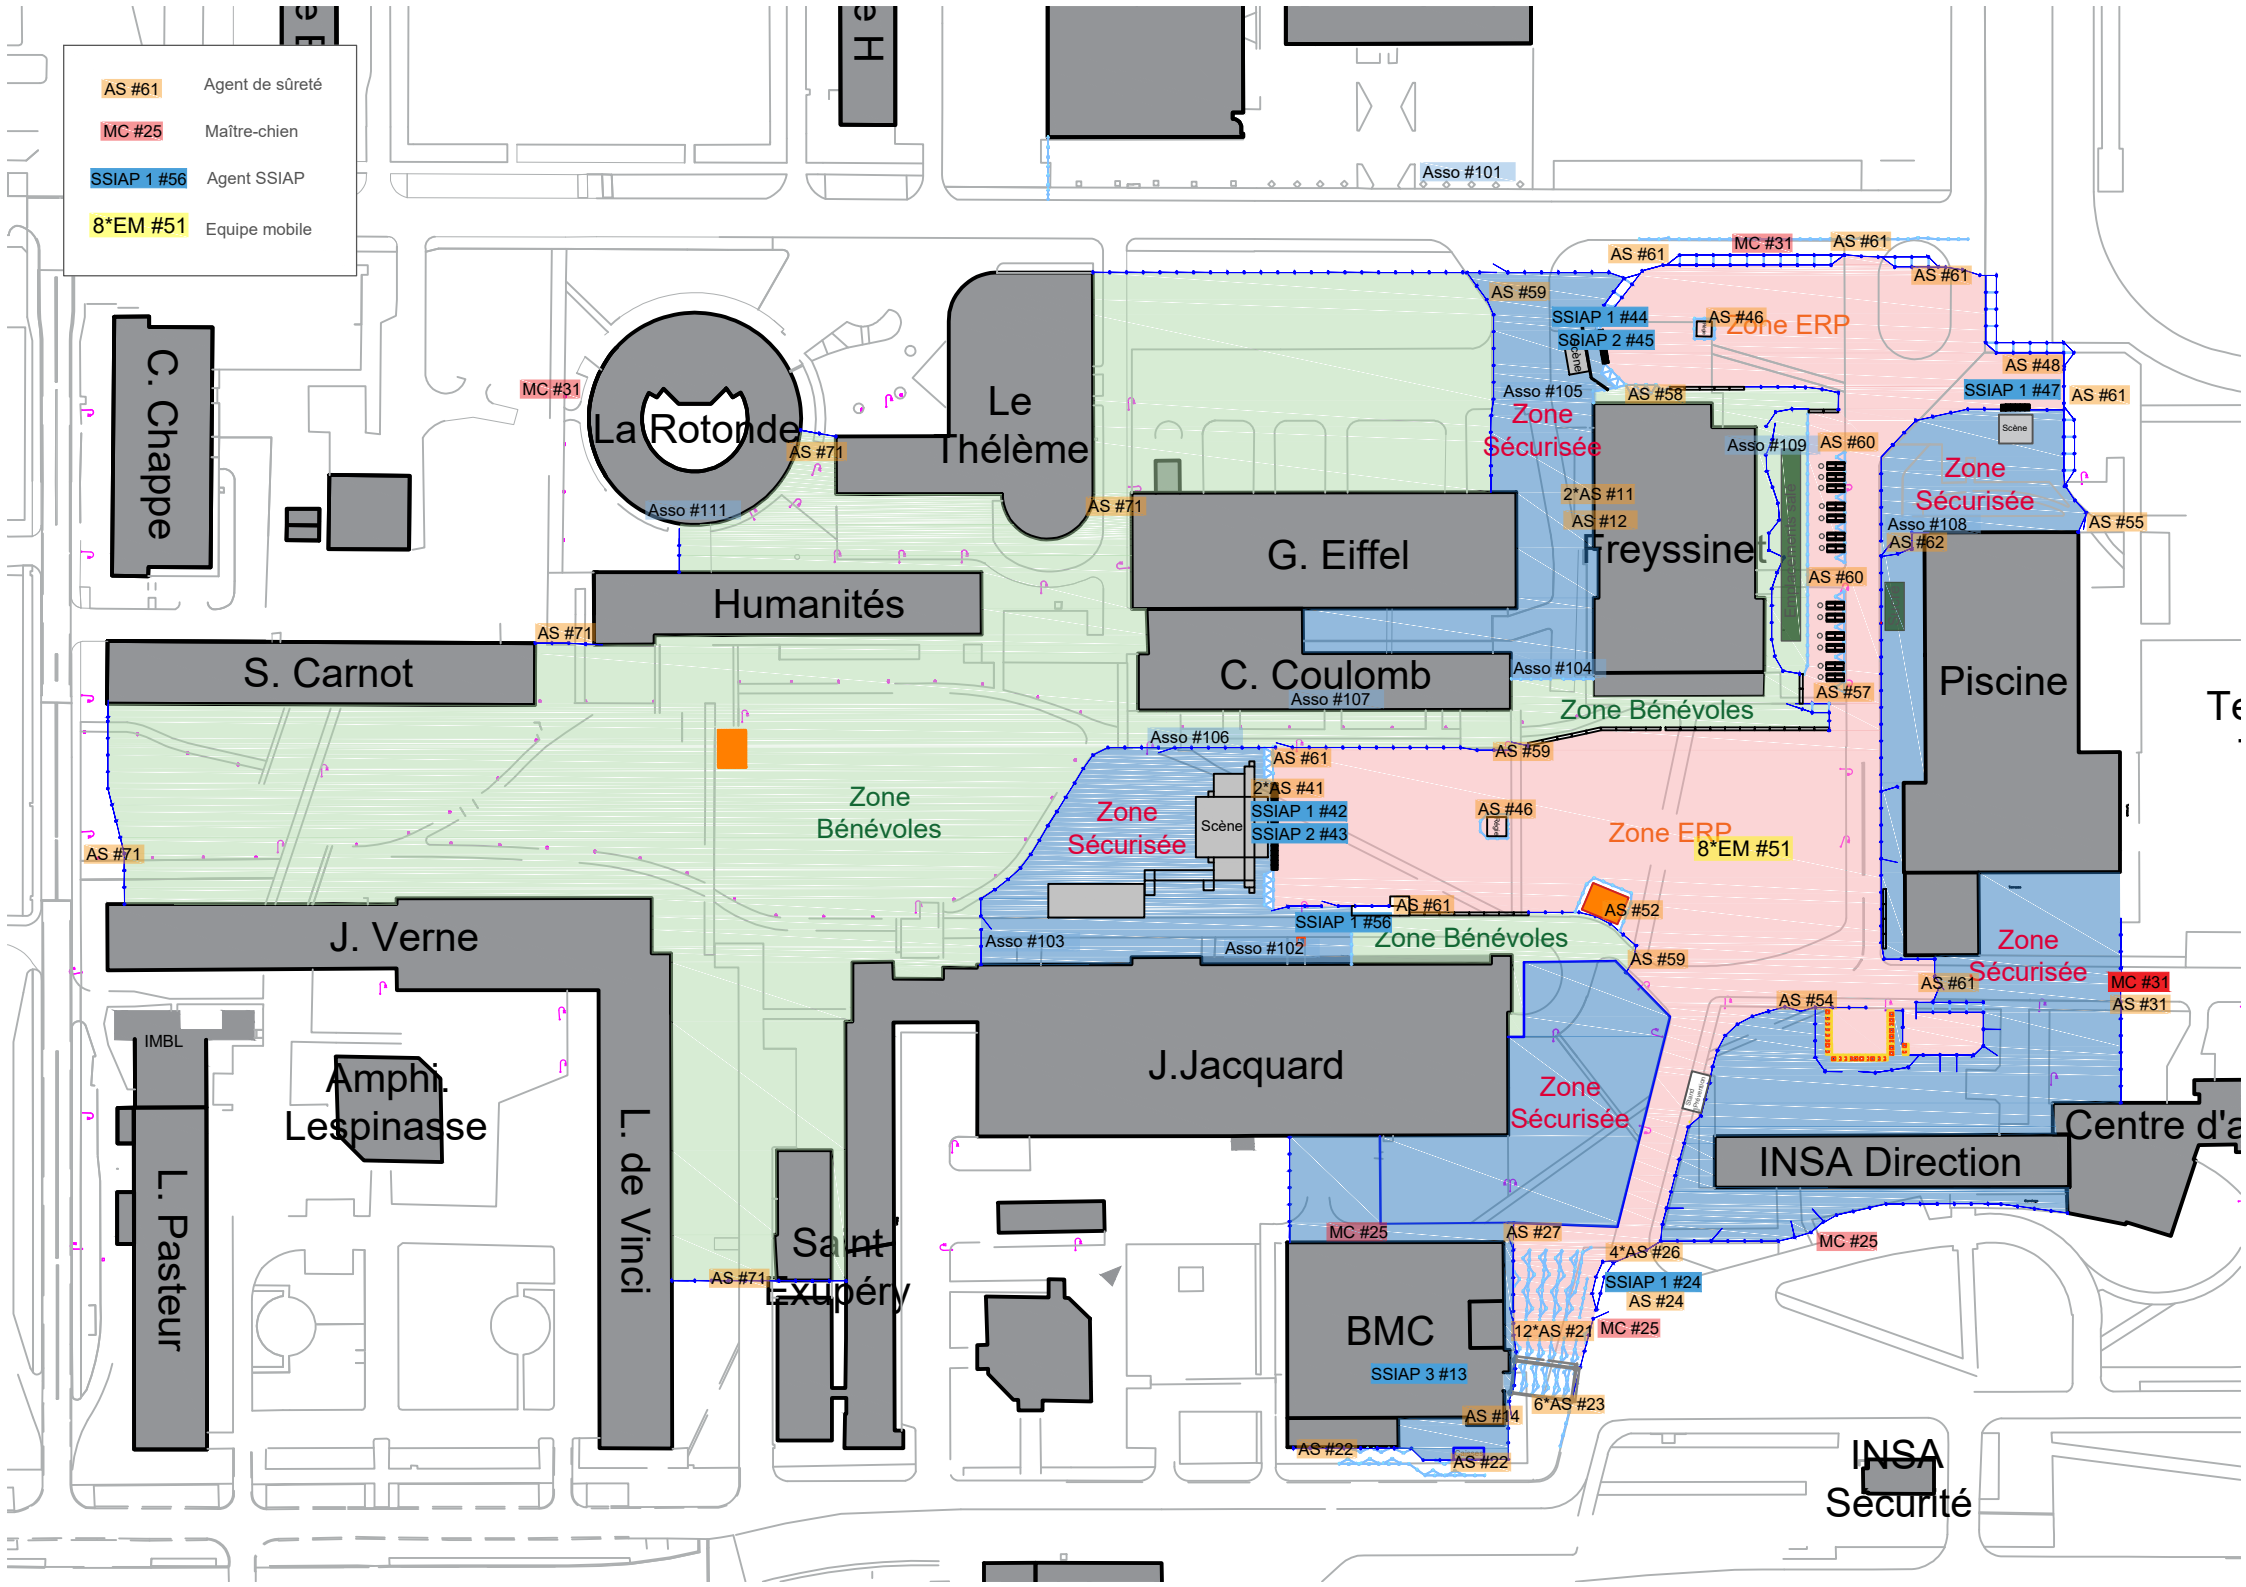 e E
e H
AS #61 Agent de sûreté
MC #25 Maître-chien
SSIAP 1 #56 Agent SSIAP
8*EM #51 Equipe mobile
Asso #101
AS #61
MC #31
AS #61
AS #61
AS #59
SSIAP 1 #44
SSIAP 2 #45
Scène
AS #46
Zone ERP
AS #48
SSIAP 1 #47
AS #61
C. Chappe
MC #31
La Rotonde
AS #71
Le
Thélème
Asso #105
Zone
Sécurisée
AS #58
Asso #109
AS #60
Scène
Zone
Sécurisée
Asso #111
AS #71
2*AS #11
AS #12
Asso #108
AS #55
AS #62
G. Eiffel
Freyssinet
AS #60
Humanités
AS #71
S. Carnot
C. Coulomb
Asso #104
Asso #107
AS #57
Piscine
Te
Zone Bénévoles
Asso #106
AS #61
AS #59
2*AS #41
SSIAP 1 #42
SSIAP 2 #43
Scène
Zone
Sécurisée
Zone
Bénévoles
AS #46
Régie
Zone ERP
8*EM #51
AS #71
AS #61
AS #52
SSIAP 1 #56
Zone Bénévoles
Asso #103
Asso #102
AS #59
J. Verne
Zone
Sécurisée
AS #61
MC #31
AS #31
AS #54
IMBL
Amphi.
Lespinasse
J.Jacquard
Zone
Sécurisée
Stand
Prévention
Centre d'a
INSA Direction
L. Pasteur
L. de Vinci
Saint
Exupéry
AS #71
MC #25
AS #27
4*AS #26
MC #25
SSIAP 1 #24
AS #24
BMC
12*AS #21
MC #25
SSIAP 3 #13
6*AS #23
AS #14
AS #22
AS #22
INSA
Sécurité